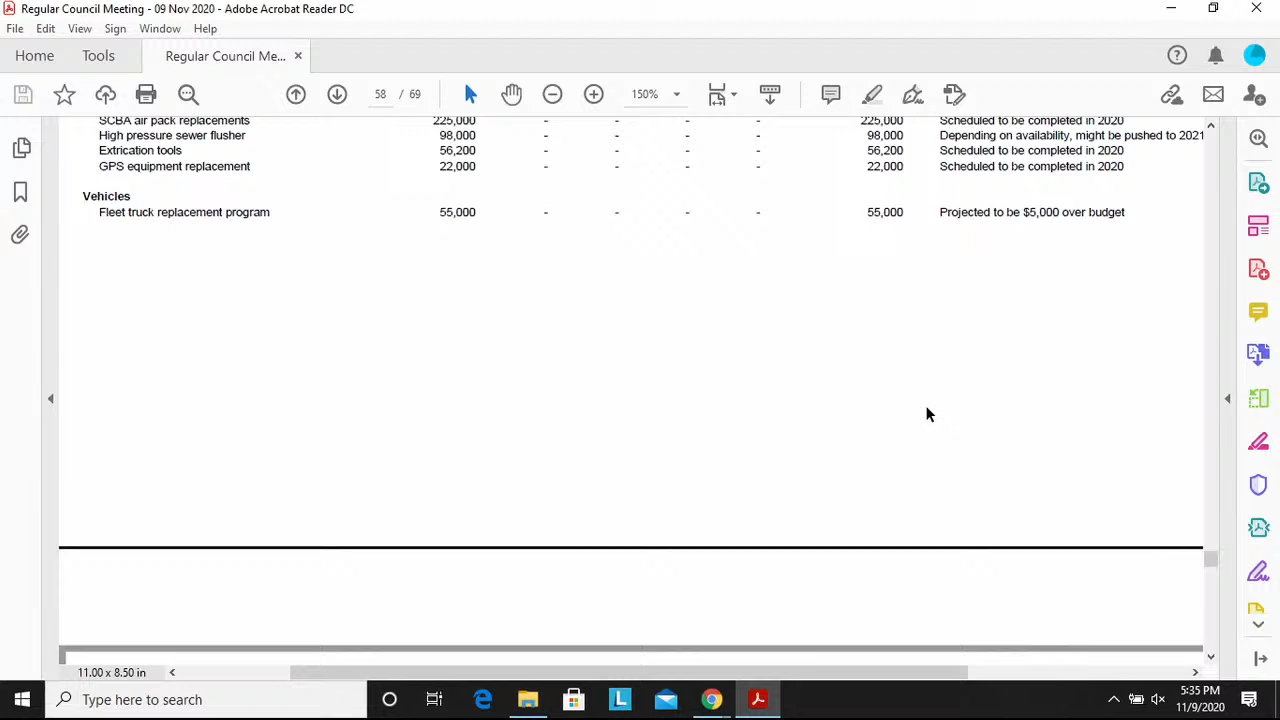 Regular Council Meeting - 09 Nov 2020 - Adobe Acrobat Reader DC
File Edit View Sign Window Help
Home Tools Regular Council Me... ×
58 / 69 150%
SCBA air pack replacements 225,000 - - - - 225,000 Scheduled to be completed in 2020
High pressure sewer flusher 98,000 - - - - 98,000 Depending on availability, might be pushed to 2021
Extrication tools 56,200 - - - - 56,200 Scheduled to be completed in 2020
GPS equipment replacement 22,000 - - - - 22,000 Scheduled to be completed in 2020
Vehicles
Fleet truck replacement program 55,000 - - - - 55,000 Projected to be $5,000 over budget
11.00 x 8.50 in
Type here to search
5:35 PM
11/9/2020